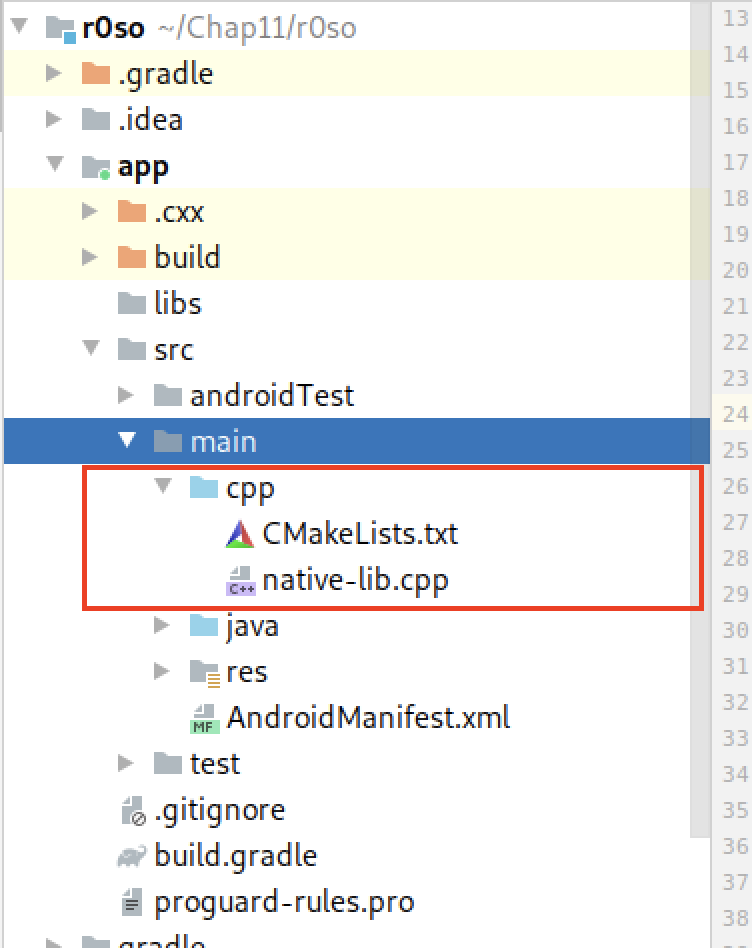 r0so ~/Chap11/r0so
.gradle
.idea
app
.cxx
build
libs
src
androidTest
main
cpp
CMakeLists.txt
C++ native-lib.cpp
java
res
MF AndroidManifest.xml
test
.gitignore
build.gradle
proguard-rules.pro
gradle
13
14
15
16
17
18
19
20
21
22
23
24
25
26
27
28
29
30
31
32
33
34
35
36
37
38